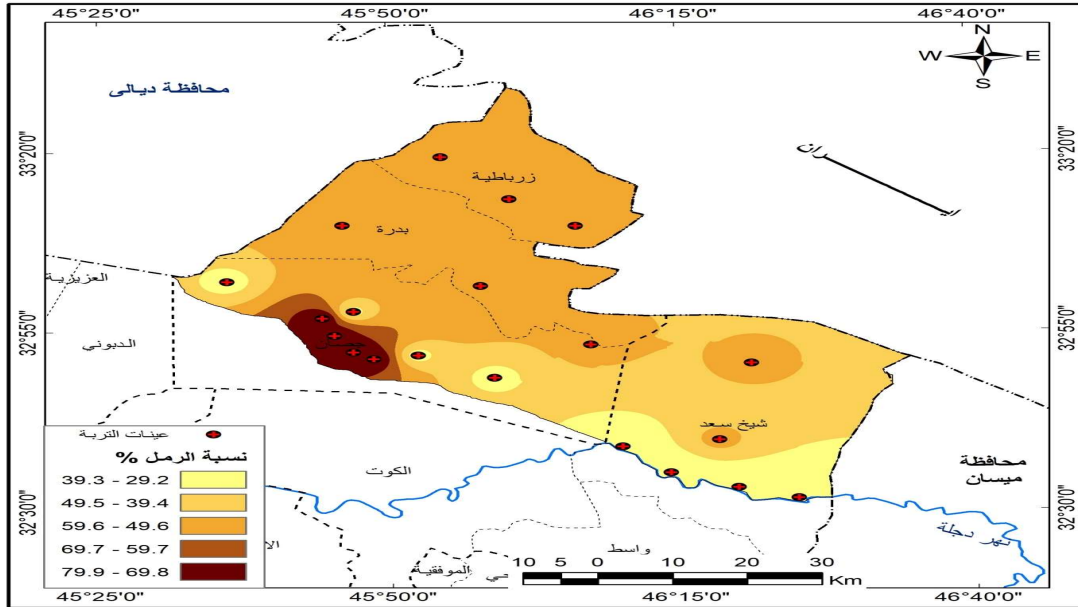 45°25'0" 45°50'0" 46°15'0" 46°40'0"
N
W E
S
محافظة ديالى
33°20'0" 33°20'0"
زرباطية
بدرة
العزيزية
الدبوني
32°55'0" 32°55'0"
شيخ سعد
عينات التربة
نسبة الرمل %
39.3 - 29.2
49.5 - 39.4
59.6 - 49.6
69.7 - 59.7
79.9 - 69.8
الكوت
محافظة
ميسان
32°30'0" 32°30'0"
نهر دجلة
واسط
الموفقية
10 5 0 10 20 30
Km
45°25'0" 45°50'0" 46°15'0" 46°40'0"